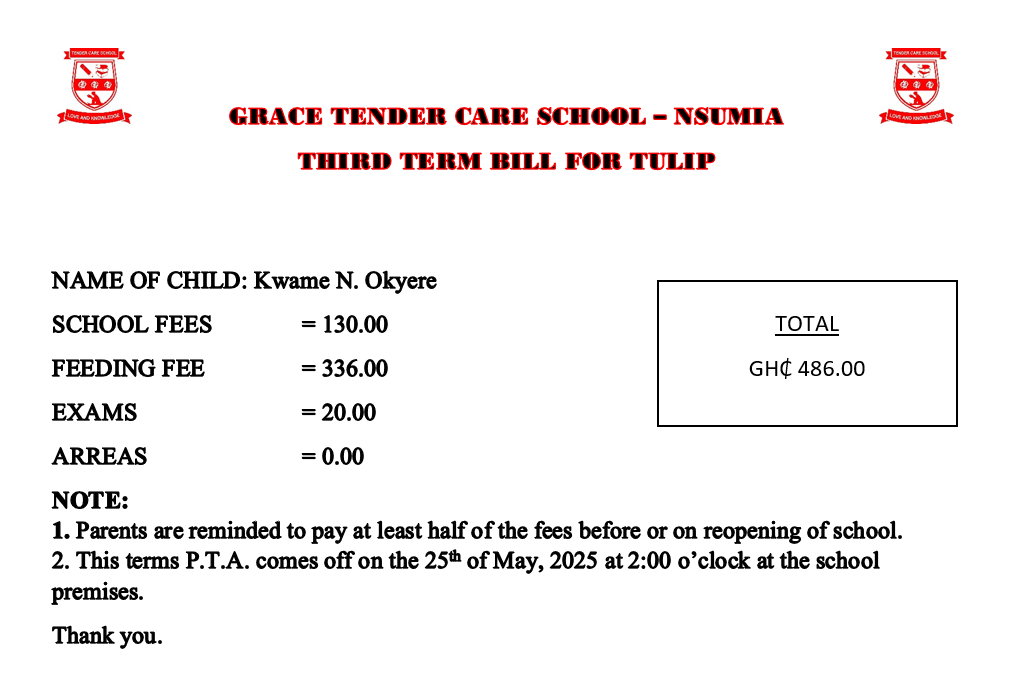 TENDER CARE SCHOOL
LOVE AND KNOWLEDGE
TENDER CARE SCHOOL
LOVE AND KNOWLEDGE
GRACE TENDER CARE SCHOOL – NSUMIA
THIRD TERM BILL FOR TULIP
NAME OF CHILD: Kwame N. Okyere
SCHOOL FEES = 130.00
FEEDING FEE = 336.00
EXAMS = 20.00
ARREAS = 0.00
TOTAL
GH₵ 486.00
NOTE:
1. Parents are reminded to pay at least half of the fees before or on reopening of school.
2. This terms P.T.A. comes off on the 25th of May, 2025 at 2:00 o’clock at the school
premises.
Thank you.